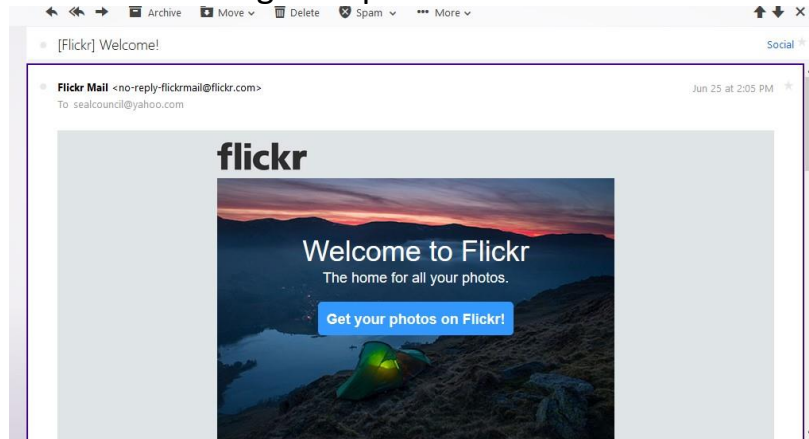 Archive Move Delete Spam More
[Flickr] Welcome! Social
Flickr Mail <no-reply-flickrmail@flickr.com> Jun 25 at 2:05 PM
To sealcouncil@yahoo.com
flickr
Welcome to Flickr
The home for all your photos.
Get your photos on Flickr!